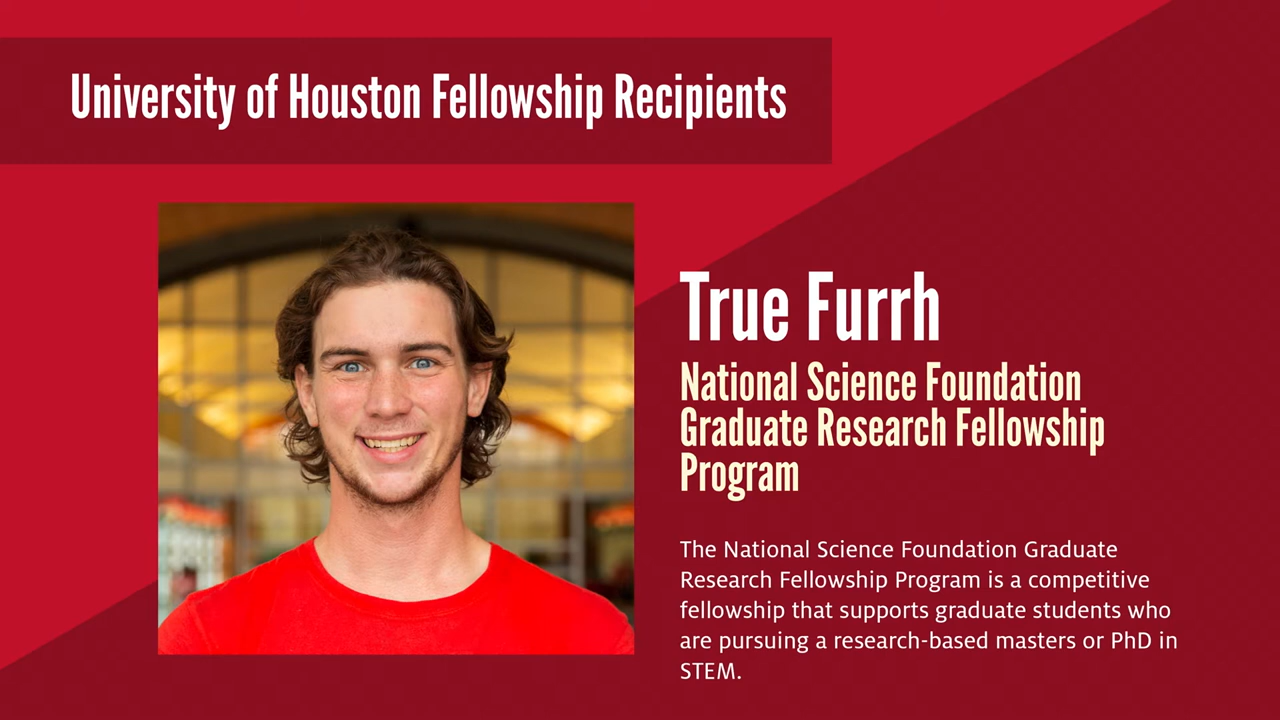 University of Houston Fellowship Recipients
True Furrh
National Science Foundation
Graduate Research Fellowship
Program
The National Science Foundation Graduate
Research Fellowship Program is a competitive
fellowship that supports graduate students who
are pursuing a research-based masters or PhD in
STEM.